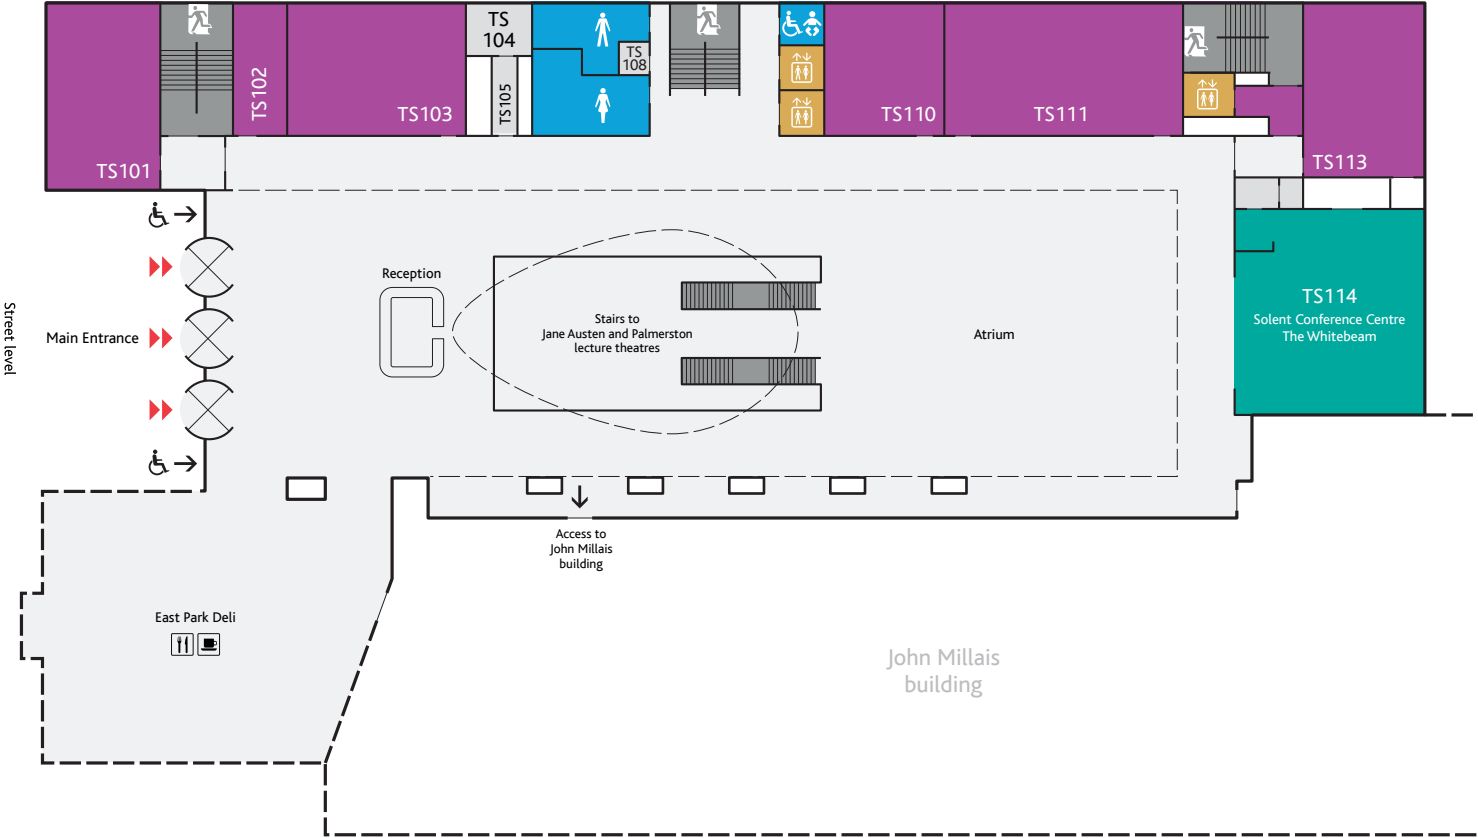 TS
104
TS
108
TS105
TS102
TS103
TS110
TS111
TS101
TS113
Reception
Street level
Main Entrance
Stairs to
Jane Austen and Palmerston
lecture theatres
Atrium
TS114
Solent Conference Centre
The Whitebeam
Access to
John Millais
building
East Park Deli
John Millais
building